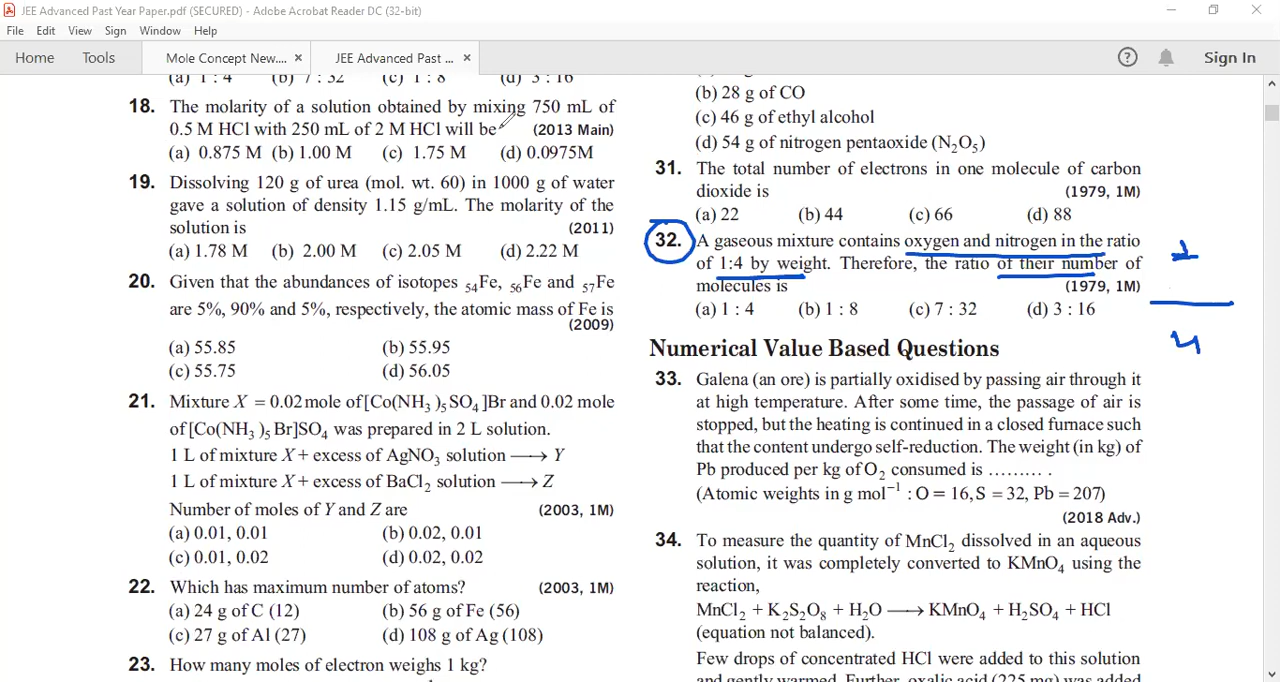 JEE Advanced Past Year Paper.pdf (SECURED) - Adobe Acrobat Reader DC (32-bit)
File Edit View Sign Window Help
Home Tools Mole Concept New.... × JEE Advanced Past ... × Sign In
(a) 1 : 4 (b) 7 : 32 (c) 1 : 8 (d) 3 : 16
18. The molarity of a solution obtained by mixing 750 mL of
0.5 M HCl with 250 mL of 2 M HCl will be (2013 Main)
(a) 0.875 M (b) 1.00 M (c) 1.75 M (d) 0.0975M
19. Dissolving 120 g of urea (mol. wt. 60) in 1000 g of water
gave a solution of density 1.15 g/mL. The molarity of the
solution is (2011)
(a) 1.78 M (b) 2.00 M (c) 2.05 M (d) 2.22 M
20. Given that the abundances of isotopes ₅₄Fe, ₅₆Fe and ₅₇Fe
are 5%, 90% and 5%, respectively, the atomic mass of Fe is
(2009)
(a) 55.85 (b) 55.95
(c) 55.75 (d) 56.05
21. Mixture X = 0.02 mole of [Co(NH₃)₅SO₄]Br and 0.02 mole
of [Co(NH₃)₅Br]SO₄ was prepared in 2 L solution.
1 L of mixture X + excess of AgNO₃ solution ⟶ Y
1 L of mixture X + excess of BaCl₂ solution ⟶ Z
Number of moles of Y and Z are (2003, 1M)
(a) 0.01, 0.01 (b) 0.02, 0.01
(c) 0.01, 0.02 (d) 0.02, 0.02
22. Which has maximum number of atoms? (2003, 1M)
(a) 24 g of C (12) (b) 56 g of Fe (56)
(c) 27 g of Al (27) (d) 108 g of Ag (108)
23. How many moles of electron weighs 1 kg?
(b) 28 g of CO
(c) 46 g of ethyl alcohol
(d) 54 g of nitrogen pentaoxide (N₂O₅)
31. The total number of electrons in one molecule of carbon
dioxide is (1979, 1M)
(a) 22 (b) 44 (c) 66 (d) 88
32. A gaseous mixture contains oxygen and nitrogen in the ratio
of 1:4 by weight. Therefore, the ratio of their number of
molecules is (1979, 1M)
(a) 1 : 4 (b) 1 : 8 (c) 7 : 32 (d) 3 : 16
1
4
Numerical Value Based Questions
33. Galena (an ore) is partially oxidised by passing air through it
at high temperature. After some time, the passage of air is
stopped, but the heating is continued in a closed furnace such
that the content undergo self-reduction. The weight (in kg) of
Pb produced per kg of O₂ consumed is ......... .
(Atomic weights in g mol⁻¹ : O = 16, S = 32, Pb = 207)
(2018 Adv.)
34. To measure the quantity of MnCl₂ dissolved in an aqueous
solution, it was completely converted to KMnO₄ using the
reaction,
MnCl₂ + K₂S₂O₈ + H₂O ⟶ KMnO₄ + H₂SO₄ + HCl
(equation not balanced).
Few drops of concentrated HCl were added to this solution
and gently warmed. Further, oxalic acid (225 mg) was added